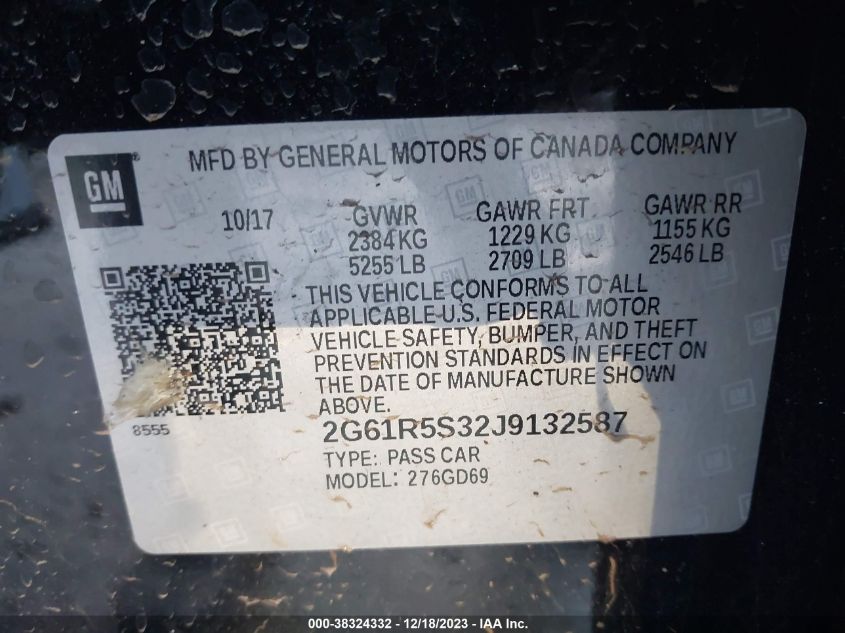 MFD BY GENERAL MOTORS OF CANADA COMPANY
GM ®
10/17 GVWR GAWR FRT GAWR RR
2384 KG 1229 KG 1155 KG
5255 LB 2709 LB 2546 LB
THIS VEHICLE CONFORMS TO ALL
APPLICABLE U.S. FEDERAL MOTOR
VEHICLE SAFETY, BUMPER, AND THEFT
PREVENTION STANDARDS IN EFFECT ON
THE DATE OF MANUFACTURE SHOWN
ABOVE.
8555 2G61R5S32J9132587
TYPE: PASS CAR
MODEL: 276GD69
000-38324332 - 12/18/2023 - IAA Inc.